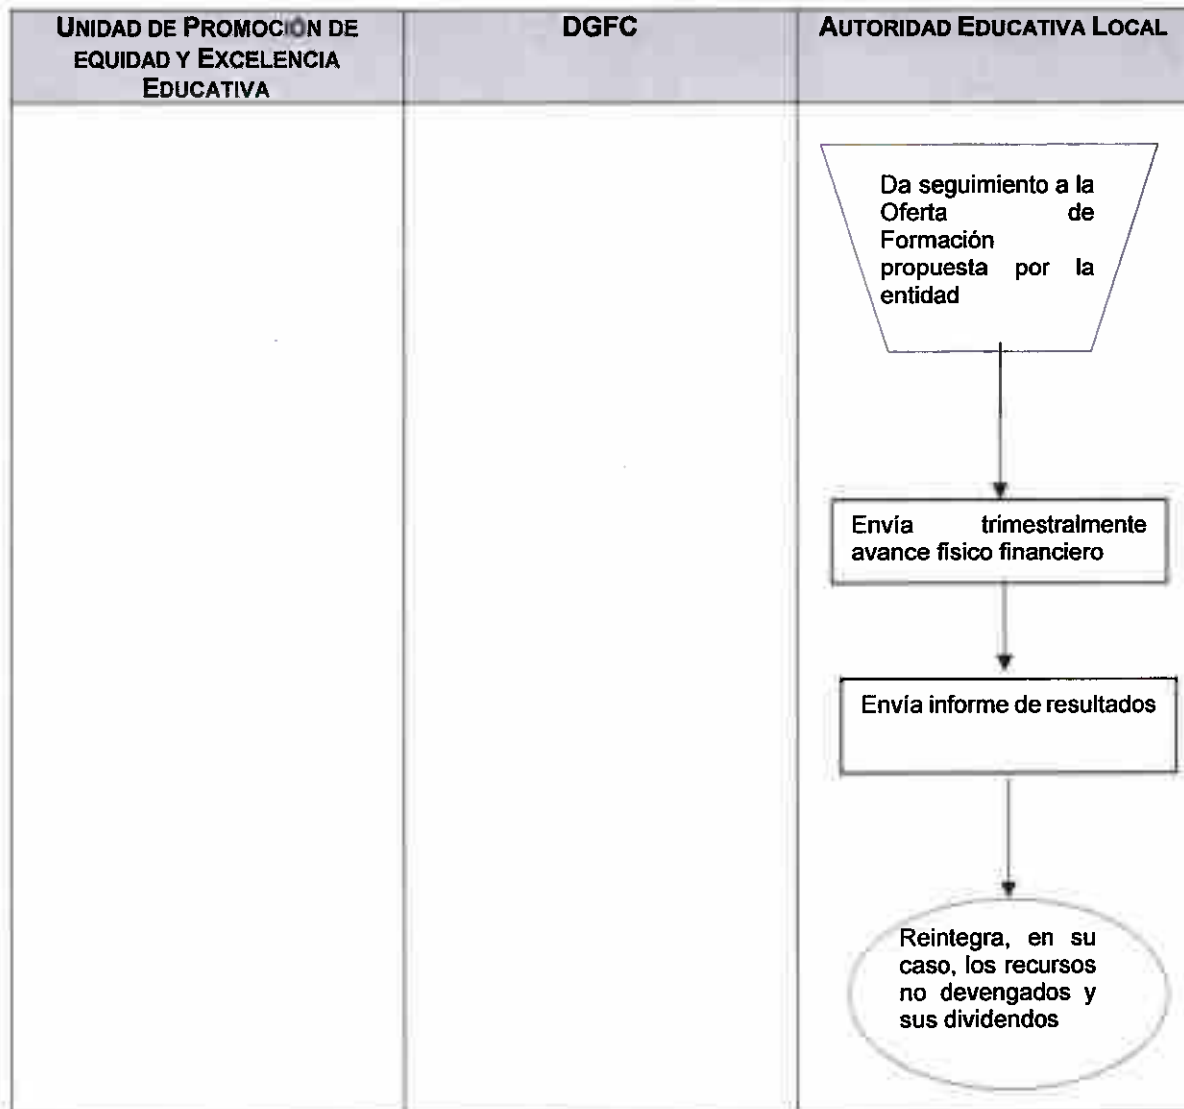 UNIDAD DE PROMOCIÓN DE
EQUIDAD Y EXCELENCIA
EDUCATIVA
DGFC
AUTORIDAD EDUCATIVA LOCAL
Da seguimiento a la
Oferta de
Formación
propuesta por la
entidad
Envía trimestralmente
avance físico financiero
Envía informe de resultados
Reintegra, en su
caso, los recursos
no devengados y
sus dividendos